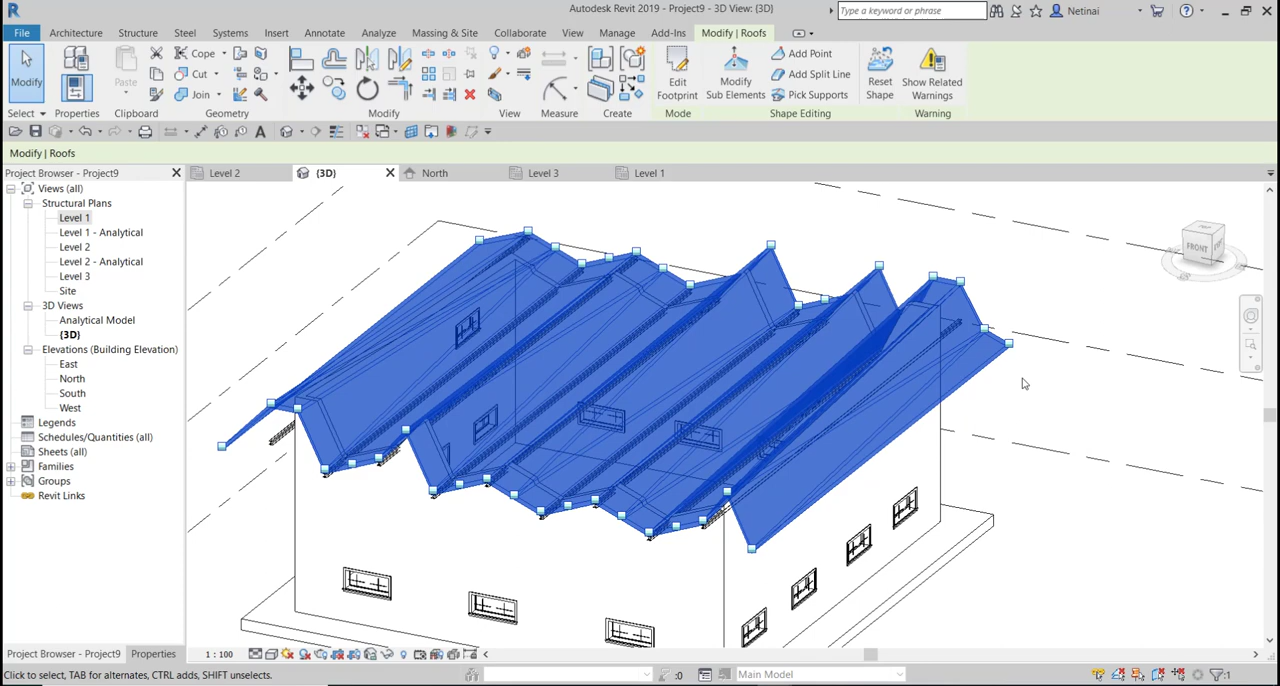 Autodesk Revit 2019 - Project9 - 3D View: {3D}
Type a keyword or phrase
Netinai
File Architecture Structure Steel Systems Insert Annotate Analyze Massing & Site Collaborate View Manage Add-Ins Modify | Roofs
Modify
Select
Properties
Paste
Clipboard
Cope
Cut
Join
Geometry
Modify
View
Measure
Create
Edit
Footprint
Mode
Modify
Sub Elements
Add Point
Add Split Line
Pick Supports
Shape Editing
Reset
Shape
Show Related
Warnings
Warning
Modify | Roofs
Project Browser - Project9
Level 2
{3D}
North
Level 3
Level 1
Views (all)
Structural Plans
Level 1
Level 1 - Analytical
Level 2
Level 2 - Analytical
Level 3
Site
3D Views
Analytical Model
{3D}
Elevations (Building Elevation)
East
North
South
West
Legends
Schedules/Quantities (all)
Sheets (all)
Families
Groups
Revit Links
FRONT
Project Browser - Project9
Properties
1 : 100
Click to select, TAB for alternates, CTRL adds, SHIFT unselects.
:0
Main Model
:1